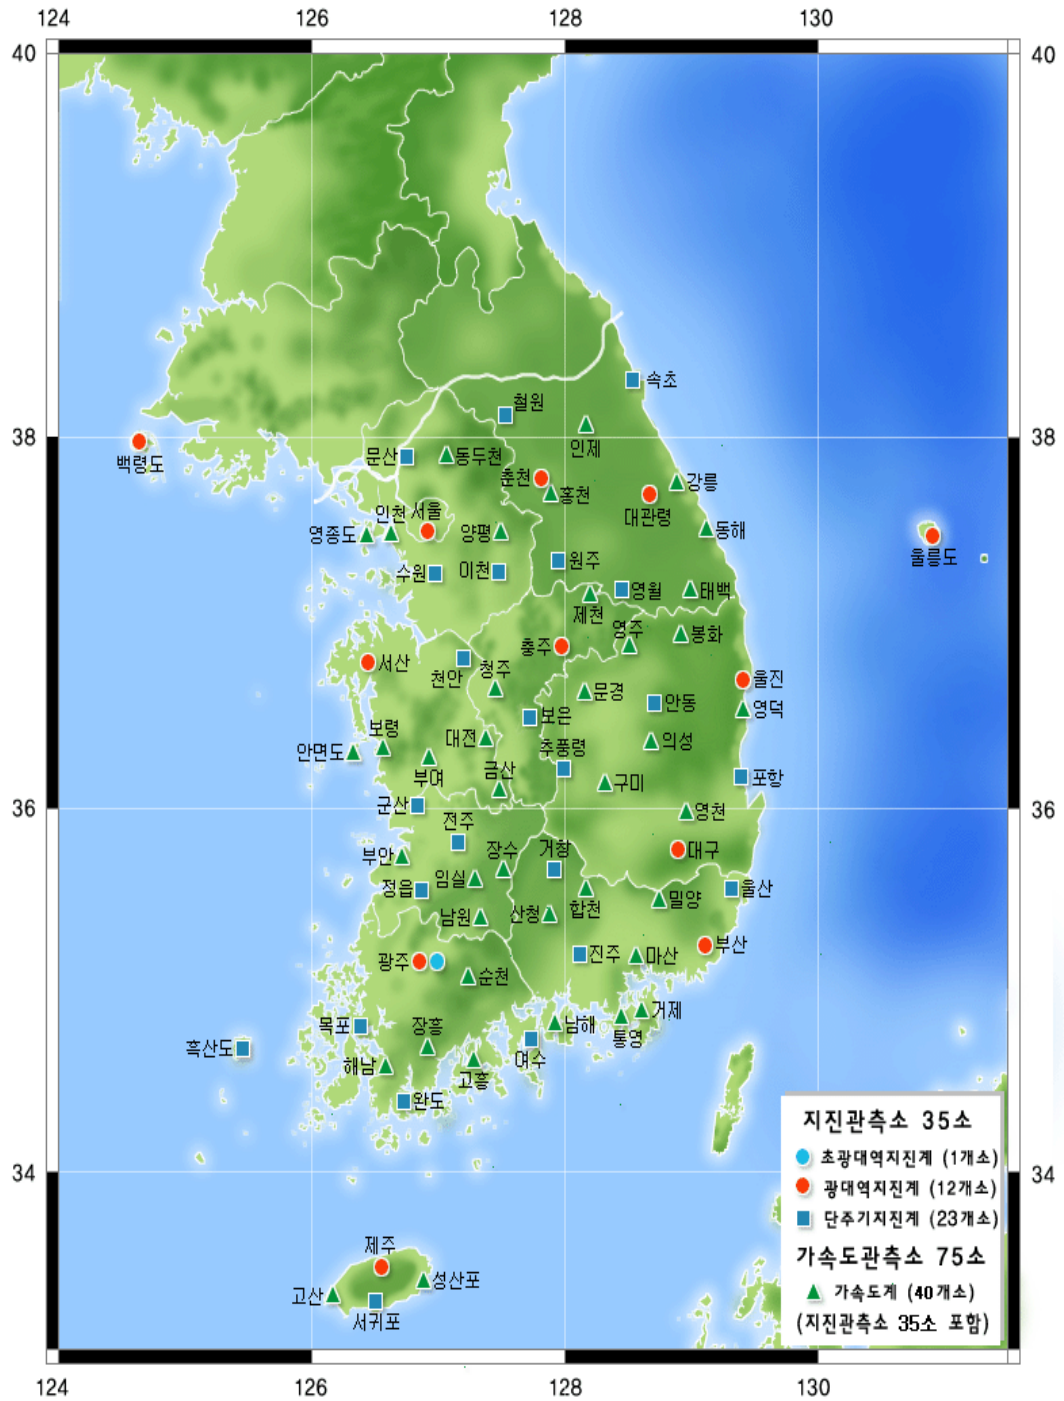 124 126 128 130
40 40
속초
철원
인제
38 38
백령도
문산 동두천
춘천 홍천
강릉
대관령
인천 서울
영종도 양평
동해
울릉도
수원 이천 원주
영월 태백
제천
영주 봉화
충주
서산
천안 청주
울진
문경 안동
영덕
보은
보령 대전 의성
안면도 추풍령
부여 금산 구미 포항
군산
36 36
영천
전주
대구
부안 장수 거창
정읍 임실 울산
합천 밀양
남원 산청
부산
광주 진주 마산
순천
거제
목포 장흥 남해
통영
흑산도
해남 고흥 여수
완도
지진관측소 35소
초광대역지진계 (1개소)
34 34
광대역지진계 (12개소)
단주기지진계 (23개소)
제주
가속도관측소 75소
성산포
고산 가속도계 (40개소)
서귀포 (지진관측소 35소 포함)
124 126 128 130